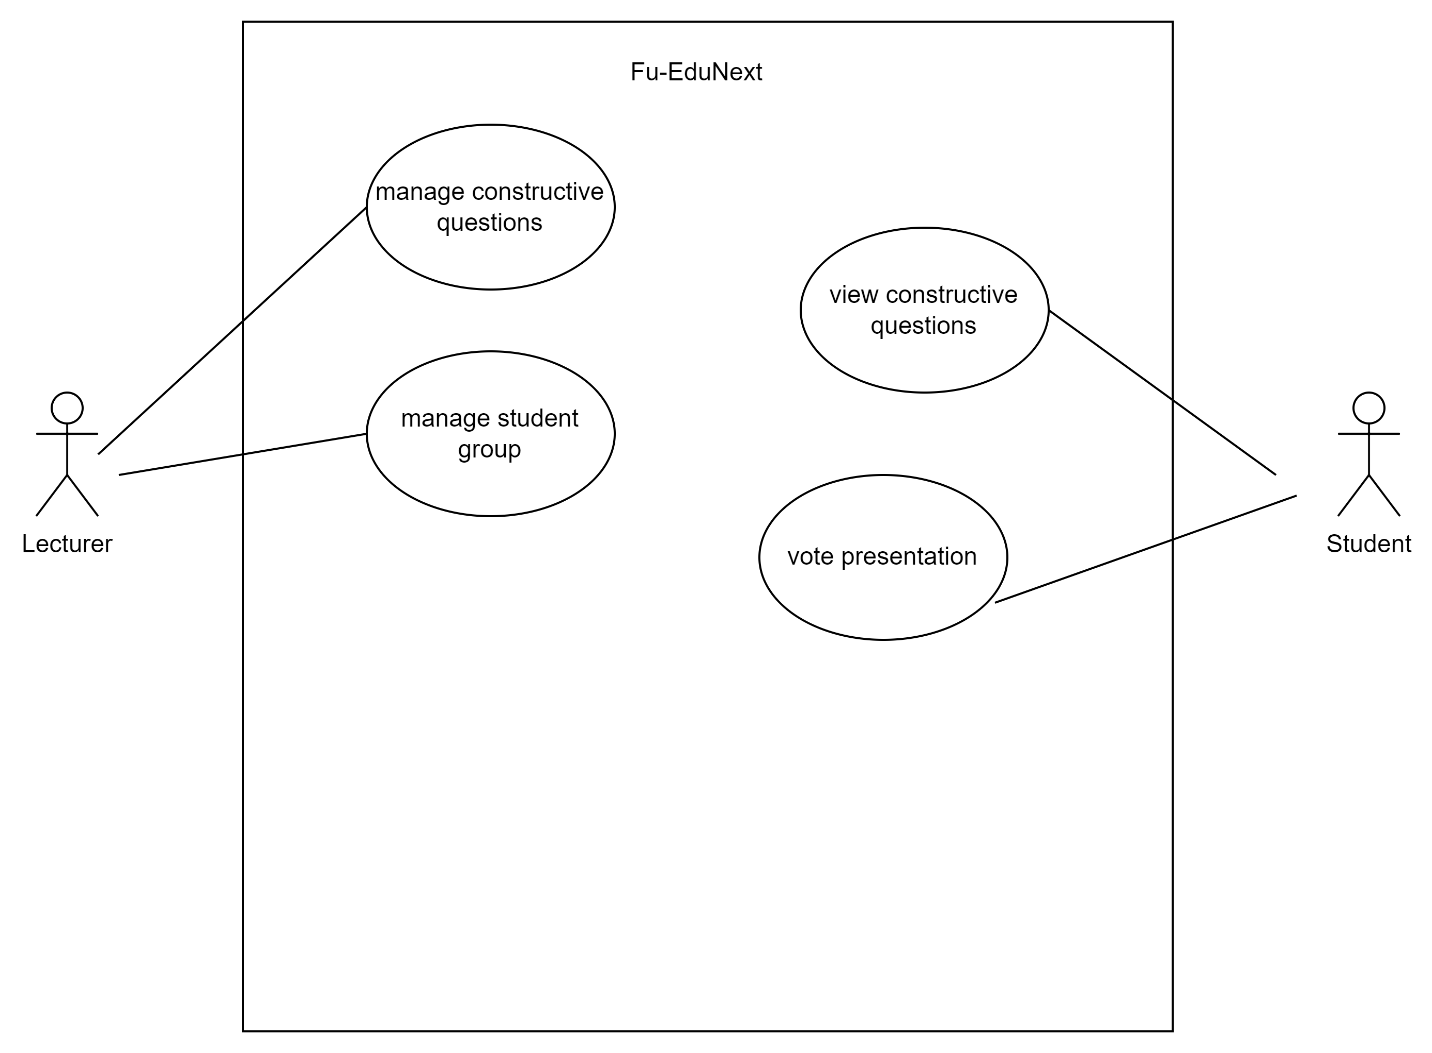 Fu-EduNext
manage constructive
questions
view constructive
questions
manage student
group
Lecturer
Student
vote presentation